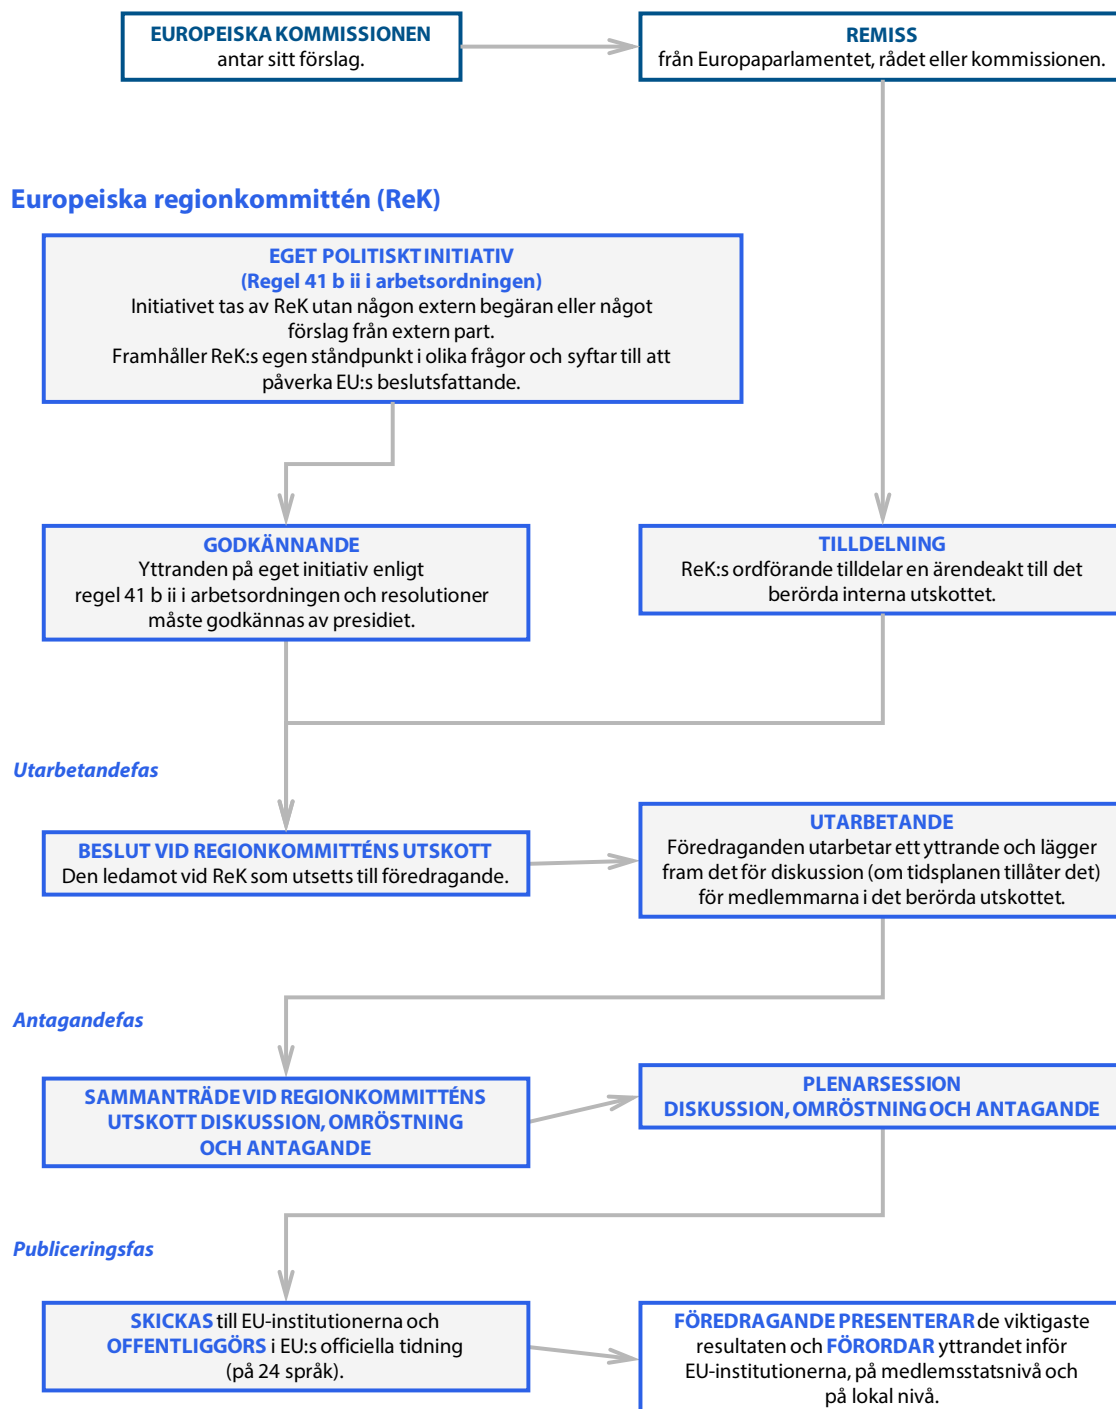 EUROPEISKA KOMMISSIONEN
antar sitt förslag.
REMISS
från Europaparlamentet, rådet eller kommissionen.
Europeiska regionkommittén (ReK)
EGET POLITISKT INITIATIV
(Regel 41 b ii i arbetsordningen)
Initiativet tas av ReK utan någon extern begäran eller något
förslag från extern part.
Framhåller ReK:s egen ståndpunkt i olika frågor och syftar till att
påverka EU:s beslutsfattande.
GODKÄNNANDE
Yttranden på eget initiativ enligt
regel 41 b ii i arbetsordningen och resolutioner
måste godkännas av presidiet.
TILLDELNING
ReK:s ordförande tilldelar en ärendeakt till det
berörda interna utskottet.
Utarbetandefas
BESLUT VID REGIONKOMMITTÉNS UTSKOTT
Den ledamot vid ReK som utsetts till föredragande.
UTARBETANDE
Föredraganden utarbetar ett yttrande och lägger
fram det för diskussion (om tidsplanen tillåter det)
för medlemmarna i det berörda utskottet.
Antagandefas
SAMMANTRÄDE VID REGIONKOMMITTÉNS
UTSKOTT DISKUSSION, OMRÖSTNING
OCH ANTAGANDE
PLENARSESSION
DISKUSSION, OMRÖSTNING OCH ANTAGANDE
Publiceringsfas
SKICKAS till EU-institutionerna och
OFFENTLIGGÖRS i EU:s officiella tidning
(på 24 språk).
FÖREDRAGANDE PRESENTERAR de viktigaste
resultaten och FÖRORDAR yttrandet inför
EU-institutionerna, på medlemsstatsnivå och
på lokal nivå.